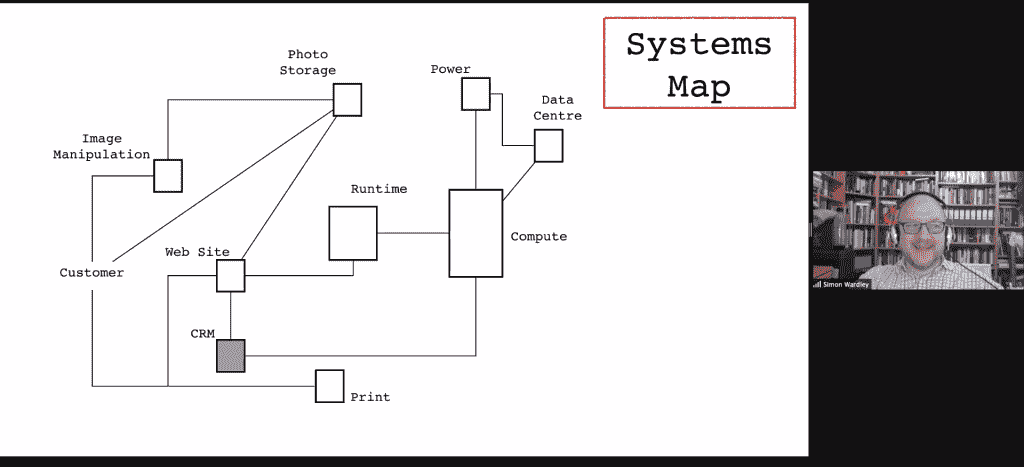 Systems
Map
Photo
Storage
Power
Data
Centre
Image
Manipulation
Runtime
Compute
Web Site
Customer
CRM
Print
Simon Wardley